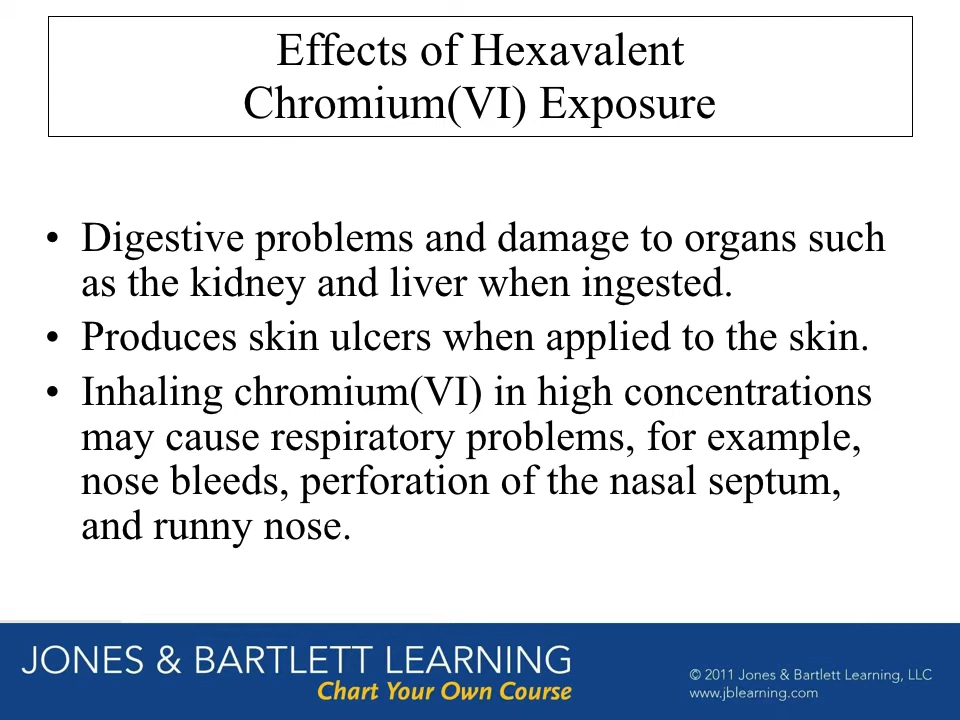 Effects of Hexavalent
Chromium(VI) Exposure
• Digestive problems and damage to organs such
as the kidney and liver when ingested.
• Produces skin ulcers when applied to the skin.
• Inhaling chromium(VI) in high concentrations
may cause respiratory problems, for example,
nose bleeds, perforation of the nasal septum,
and runny nose.
JONES & BARTLETT LEARNING
Chart Your Own Course
© 2011 Jones & Bartlett Learning, LLC
www.jblearning.com